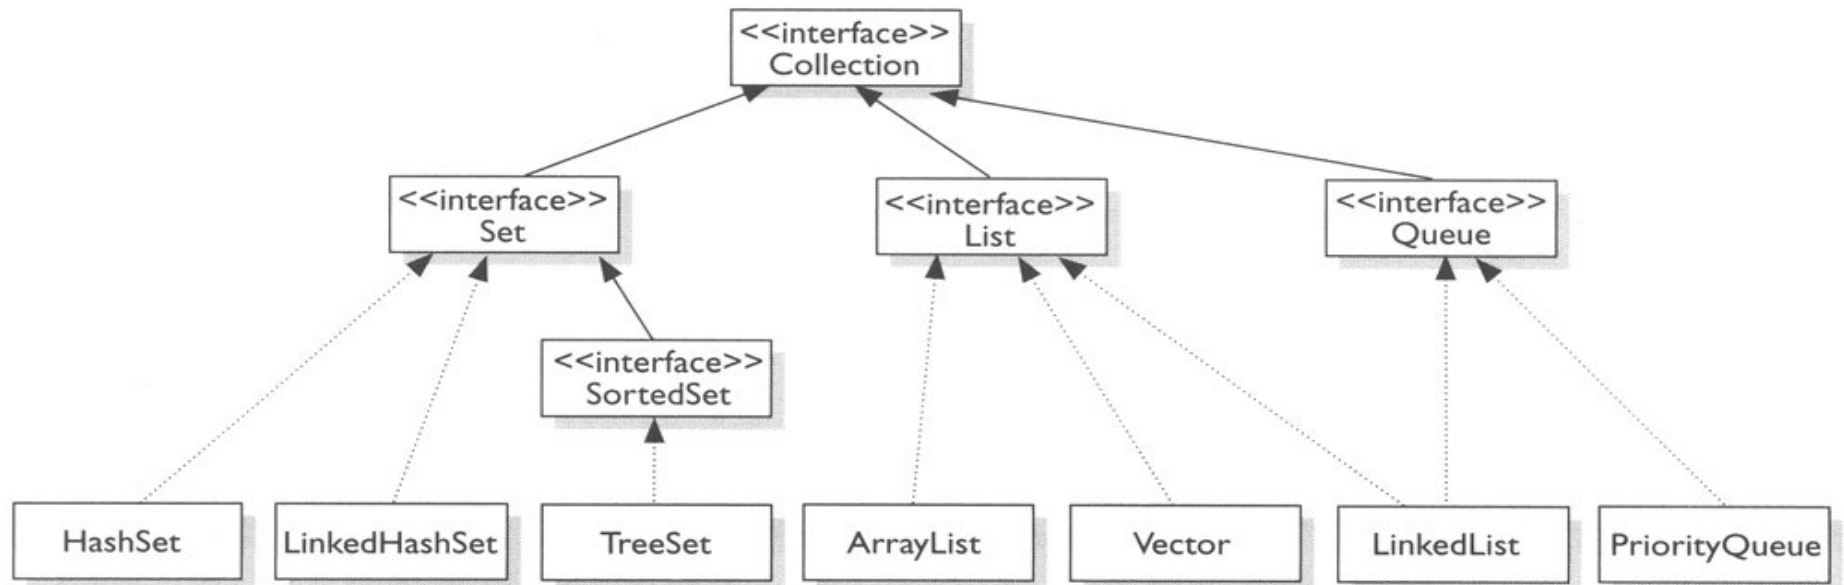 <<interface>>
Collection
<<interface>>
Set
<<interface>>
List
<<interface>>
Queue
<<interface>>
SortedSet
HashSet
LinkedHashSet
TreeSet
ArrayList
Vector
LinkedList
PriorityQueue